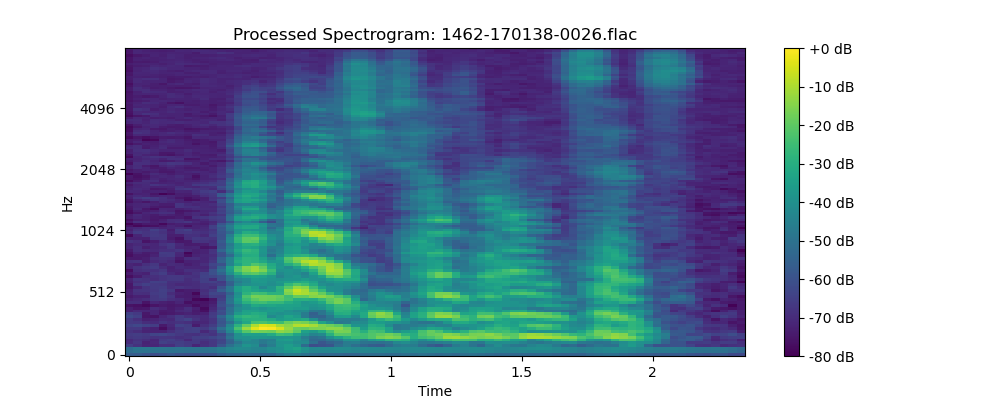 Processed Spectrogram: 1462-170138-0026.flac
Hz
4096
2048
1024
512
0
0
0.5
1
1.5
2
Time
+0 dB
-10 dB
-20 dB
-30 dB
-40 dB
-50 dB
-60 dB
-70 dB
-80 dB